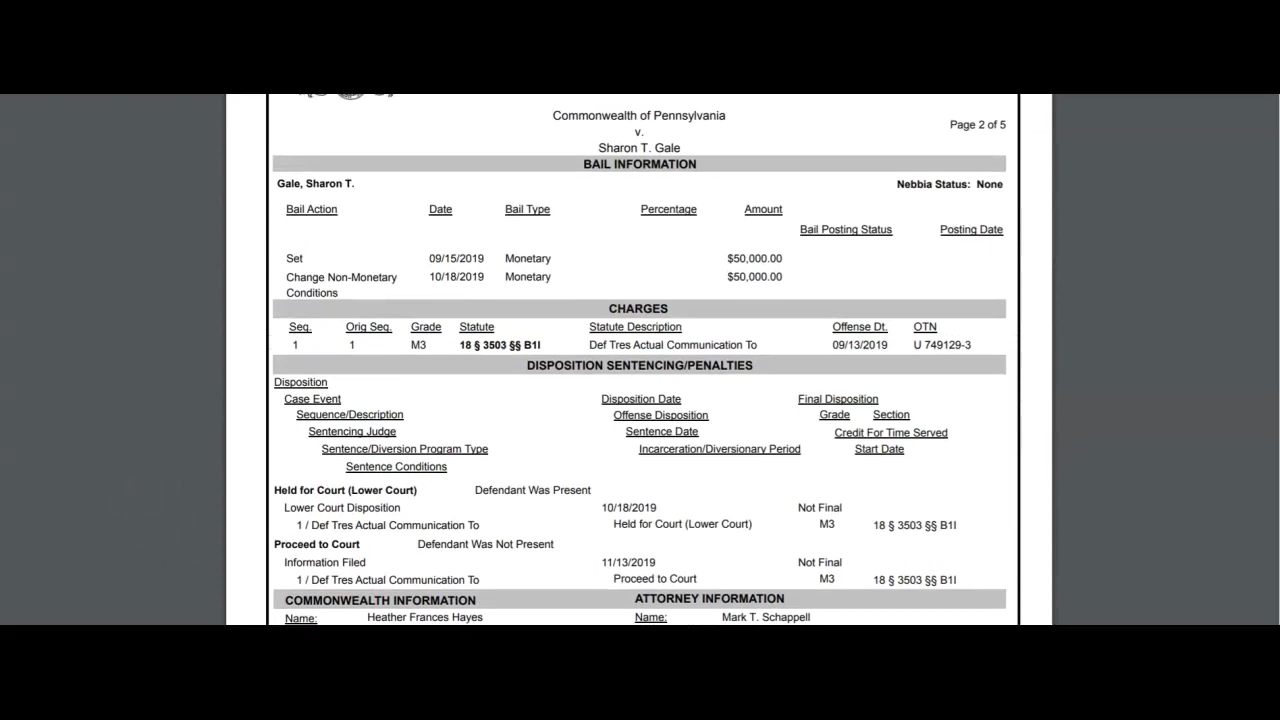 Commonwealth of Pennsylvania
Page 2 of 5
v.
Sharon T. Gale
BAIL INFORMATION
Gale, Sharon T. Nebbia Status: None
Bail Action Date Bail Type Percentage Amount
Bail Posting Status Posting Date
Set 09/15/2019 Monetary $50,000.00
Change Non-Monetary 10/18/2019 Monetary $50,000.00
Conditions
CHARGES
Seq. Orig Seq. Grade Statute Statute Description Offense Dt. OTN
1 1 M3 18 § 3503 §§ B1I Def Tres Actual Communication To 09/13/2019 U 749129-3
DISPOSITION SENTENCING/PENALTIES
Disposition
Case Event Disposition Date Final Disposition
Sequence/Description Offense Disposition Grade Section
Sentencing Judge Sentence Date Credit For Time Served
Sentence/Diversion Program Type Incarceration/Diversionary Period Start Date
Sentence Conditions
Held for Court (Lower Court) Defendant Was Present
Lower Court Disposition 10/18/2019 Not Final
1 / Def Tres Actual Communication To Held for Court (Lower Court) M3 18 § 3503 §§ B1I
Proceed to Court Defendant Was Not Present
Information Filed 11/13/2019 Not Final
1 / Def Tres Actual Communication To Proceed to Court M3 18 § 3503 §§ B1I
COMMONWEALTH INFORMATION ATTORNEY INFORMATION
Name: Heather Frances Hayes Name: Mark T. Schappell